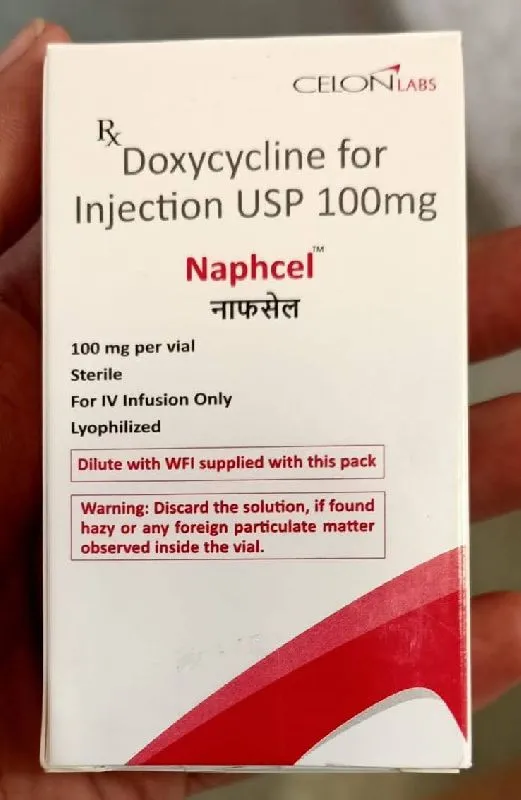 CELON LABS
Rx Doxycycline for
Injection USP 100mg
Naphcel™
नाफसेल
100 mg per vial
Sterile
For IV Infusion Only
Lyophilized
Dilute with WFI supplied with this pack
Warning: Discard the solution, if found
hazy or any foreign particulate matter
observed inside the vial.